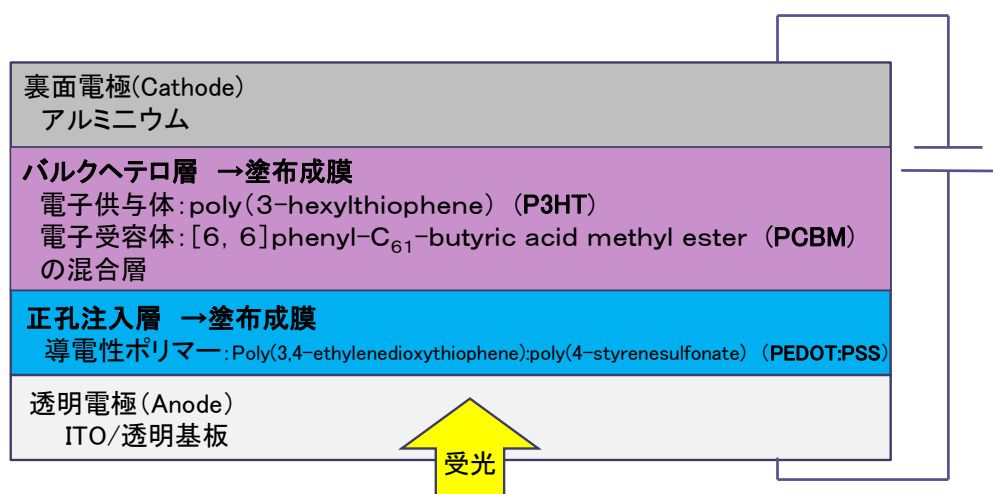 裏面電極(Cathode)
アルミニウム
バルクヘテロ層 →塗布成膜
電子供与体:poly(3-hexylthiophene) (P3HT)
電子受容体:[6, 6]phenyl-C61-butyric acid methyl ester (PCBM)
の混合層
正孔注入層 →塗布成膜
導電性ポリマー:Poly(3,4-ethylenedioxythiophene):poly(4-styrenesulfonate) (PEDOT:PSS)
透明電極(Anode)
ITO/透明基板
受光